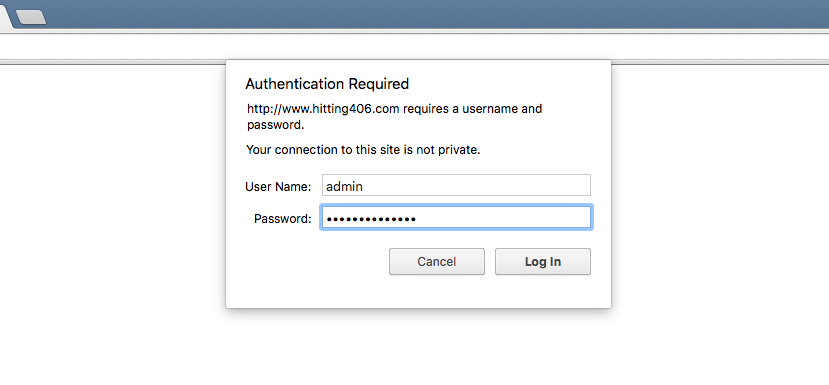 Authentication Required
http://www.hitting406.com requires a username and
password.
Your connection to this site is not private.
User Name: admin
Password: ••••••••••••••
Cancel Log In